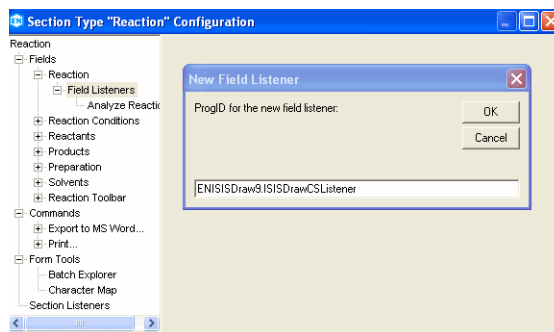 Section Type "Reaction" Configuration
Reaction
Fields
Reaction
Field Listeners
Analyze Reactio
Reaction Conditions
Reactants
Products
Preparation
Solvents
Reaction Toolbar
Commands
Export to MS Word...
Print...
Form Tools
Batch Explorer
Character Map
Section Listeners
New Field Listener
ProgID for the new field listener:
OK
Cancel
ENISISDraw9.ISISDrawCSListener